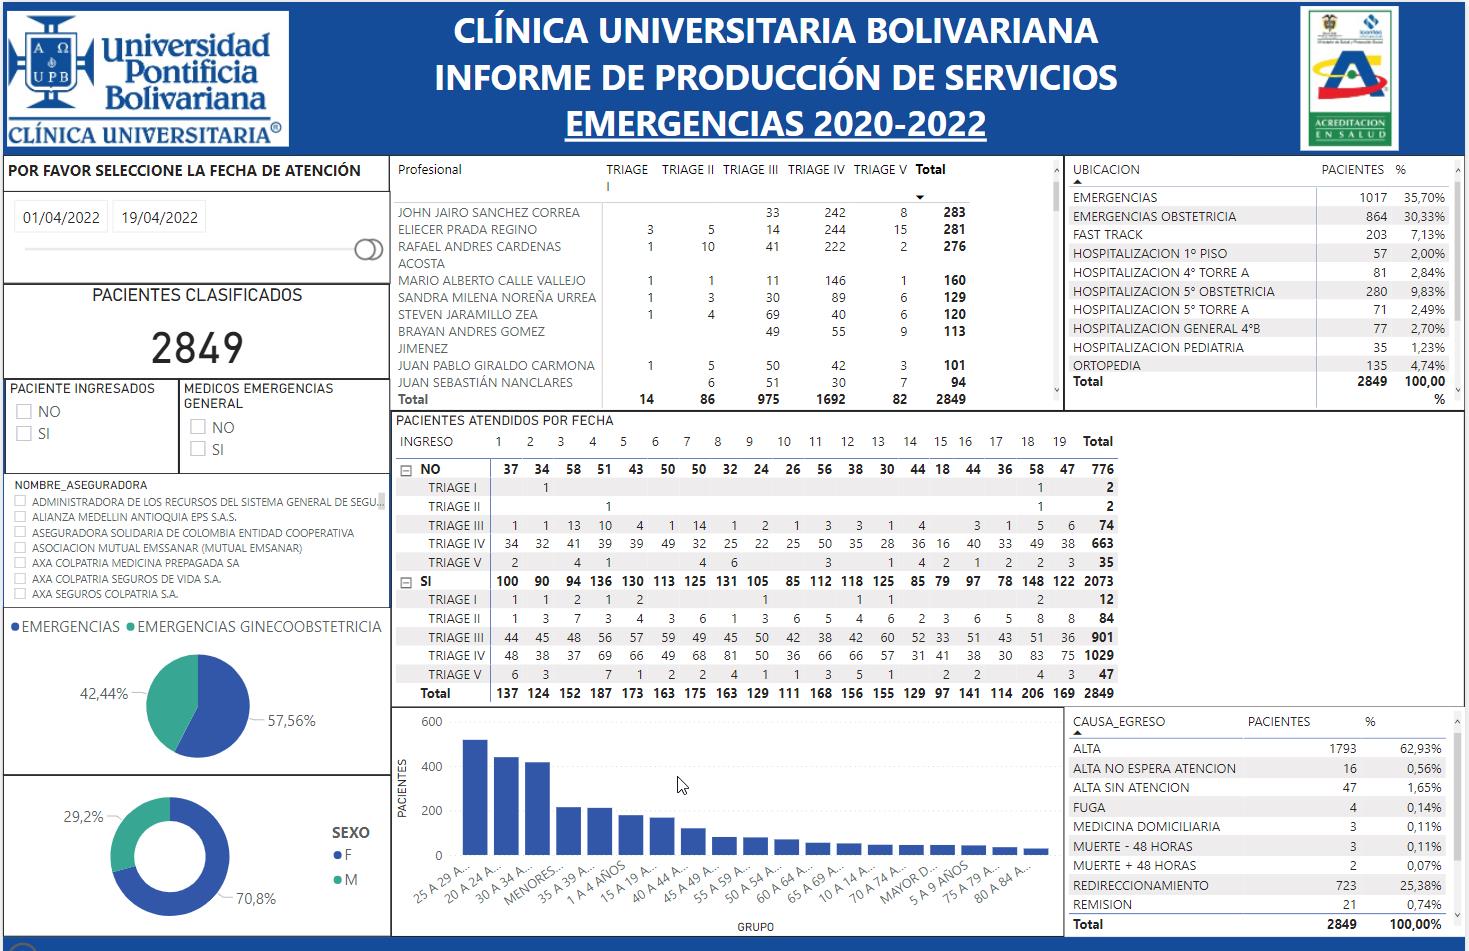 Universidad
Pontificia
Bolivariana
CLÍNICA UNIVERSITARIA®
Α Ω
UPB
CLÍNICA UNIVERSITARIA BOLIVARIANA
INFORME DE PRODUCCIÓN DE SERVICIOS
EMERGENCIAS 2020-2022
icontec
ACREDITACION
EN SALUD
POR FAVOR SELECCIONE LA FECHA DE ATENCIÓN
01/04/2022 19/04/2022
PACIENTES CLASIFICADOS
2849
PACIENTE INGRESADOS
NO
SI
MEDICOS EMERGENCIAS
GENERAL
NO
SI
NOMBRE_ASEGURADORA
ADMINISTRADORA DE LOS RECURSOS DEL SISTEMA GENERAL DE SEGU...
ALIANZA MEDELLIN ANTIOQUIA EPS S.A.S.
ASEGURADORA SOLIDARIA DE COLOMBIA ENTIDAD COOPERATIVA
ASOCIACION MUTUAL EMSSANAR (MUTUAL EMSANAR)
AXA COLPATRIA MEDICINA PREPAGADA SA
AXA COLPATRIA SEGUROS DE VIDA S.A.
AXA SEGUROS COLPATRIA S.A.
EMERGENCIAS EMERGENCIAS GINECOOBSTETRICIA
42,44%
57,56%
29,2%
70,8%
SEXO
F
M
Profesional TRIAGE I TRIAGE II TRIAGE III TRIAGE IV TRIAGE V Total
JOHN JAIRO SANCHEZ CORREA 33 242 8 283
ELIECER PRADA REGINO 3 5 14 244 15 281
RAFAEL ANDRES CARDENAS 1 10 41 222 2 276
ACOSTA
MARIO ALBERTO CALLE VALLEJO 1 1 11 146 1 160
SANDRA MILENA NOREÑA URREA 1 3 30 89 6 129
STEVEN JARAMILLO ZEA 1 4 69 40 6 120
BRAYAN ANDRES GOMEZ 49 55 9 113
JIMENEZ
JUAN PABLO GIRALDO CARMONA 1 5 50 42 3 101
JUAN SEBASTIÁN NANCLARES 6 51 30 7 94
Total 14 86 975 1692 82 2849
UBICACION PACIENTES %
EMERGENCIAS 1017 35,70%
EMERGENCIAS OBSTETRICIA 864 30,33%
FAST TRACK 203 7,13%
HOSPITALIZACION 1º PISO 57 2,00%
HOSPITALIZACION 4° TORRE A 81 2,84%
HOSPITALIZACION 5° OBSTETRICIA 280 9,83%
HOSPITALIZACION 5° TORRE A 71 2,49%
HOSPITALIZACION GENERAL 4°B 77 2,70%
HOSPITALIZACION PEDIATRIA 35 1,23%
ORTOPEDIA 135 4,74%
Total 2849 100,00
%
PACIENTES ATENDIDOS POR FECHA
INGRESO 1 2 3 4 5 6 7 8 9 10 11 12 13 14 15 16 17 18 19 Total
NO 37 34 58 51 43 50 50 32 24 26 56 38 30 44 18 44 36 58 47 776
TRIAGE I 1 1 2
TRIAGE II 1 1 2
TRIAGE III 1 1 13 10 4 1 14 1 2 1 3 3 1 4 3 1 5 6 74
TRIAGE IV 34 32 41 39 39 49 32 25 22 25 50 35 28 36 16 40 33 49 38 663
TRIAGE V 2 4 1 4 6 3 1 4 2 1 2 2 3 35
SI 100 90 94 136 130 113 125 131 105 85 112 118 125 85 79 97 78 148 122 2073
TRIAGE I 1 1 2 1 2 1 1 1 2 12
TRIAGE II 1 3 7 3 4 3 6 1 3 6 5 4 6 2 3 6 5 8 8 84
TRIAGE III 44 45 48 56 57 59 49 45 50 42 38 42 60 52 33 51 43 51 36 901
TRIAGE IV 48 38 37 69 66 49 68 81 50 36 66 66 57 31 41 38 30 83 75 1029
TRIAGE V 6 3 7 1 2 2 4 1 1 3 5 1 2 2 4 3 47
Total 137 124 152 187 173 163 175 163 129 111 168 156 155 129 97 141 114 206 169 2849
PACIENTES
600
400
200
0
25 A 29 A...
20 A 24 A...
30 A 34 A...
MENORES...
35 A 39 A...
1 A 4 AÑOS
15 A 19 A...
40 A 44 A...
45 A 49 A...
55 A 59 A...
50 A 54 A...
60 A 64 A...
65 A 69 A...
10 A 14 A...
70 A 74 A...
MAYOR D...
5 A 9 AÑOS
75 A 79 A...
80 A 84 A...
GRUPO
CAUSA_EGRESO PACIENTES %
ALTA 1793 62,93%
ALTA NO ESPERA ATENCION 16 0,56%
ALTA SIN ATENCION 47 1,65%
FUGA 4 0,14%
MEDICINA DOMICILIARIA 3 0,11%
MUERTE - 48 HORAS 3 0,11%
MUERTE + 48 HORAS 2 0,07%
REDIRECCIONAMIENTO 723 25,38%
REMISION 21 0,74%
Total 2849 100,00%